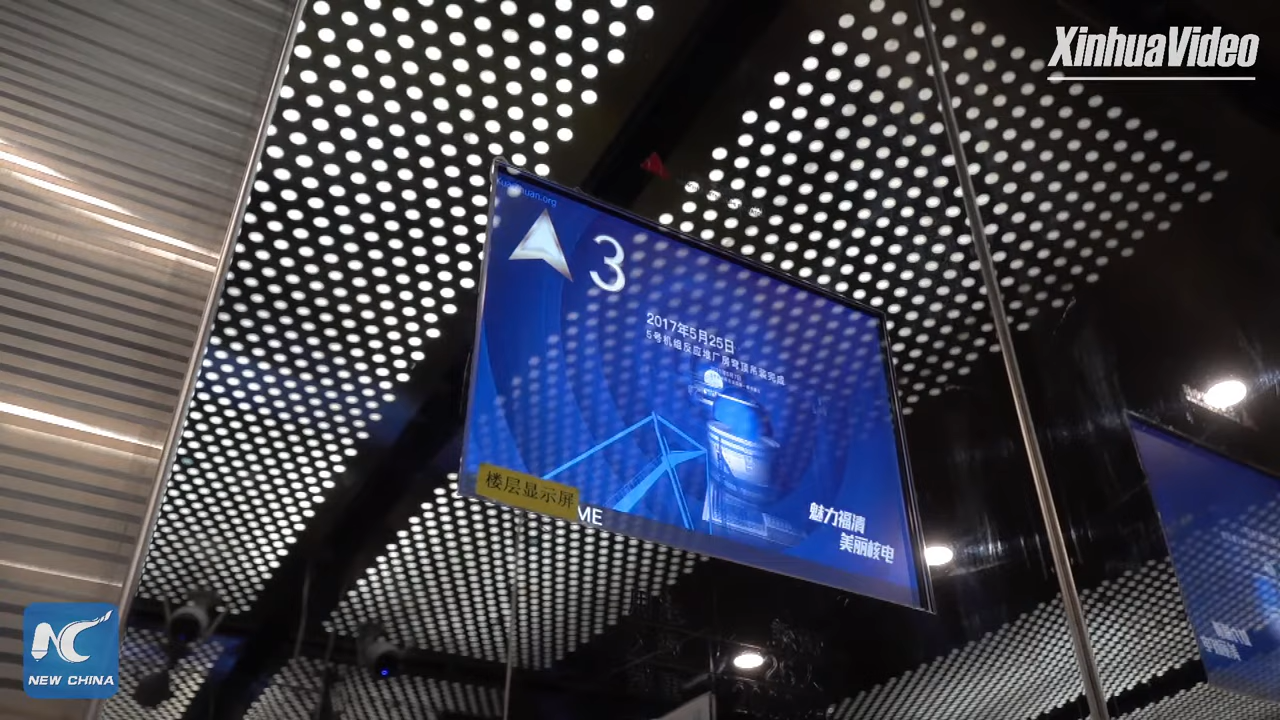 XinhuaVideo
3
2017年5月25日
5号机组反应堆厂房穹顶吊装完成
楼层显示屏
ME
魅力福清
美丽核电
NC
NEW CHINA